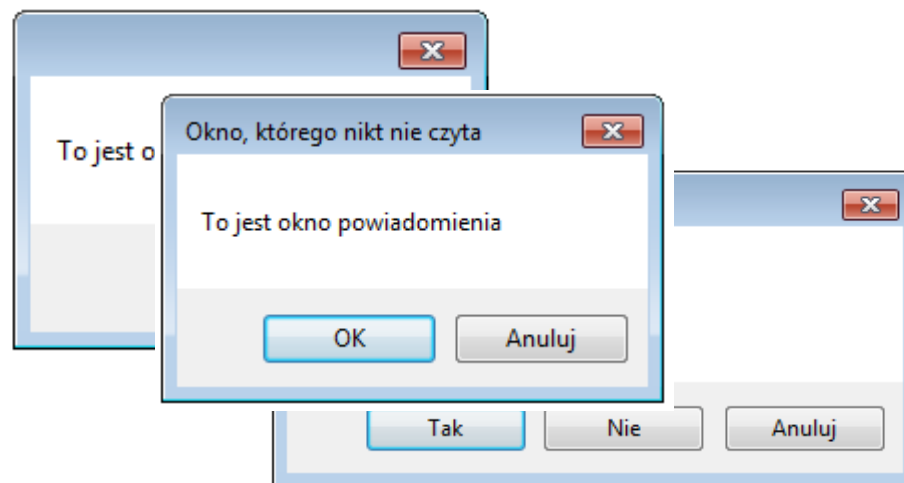 To jest o
Okno, którego nikt nie czyta
To jest okno powiadomienia
OK Anuluj
Tak Nie Anuluj